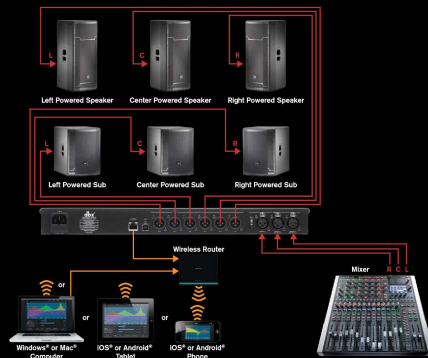 L
C
R
Left Powered Speaker
Center Powered Speaker
Right Powered Speaker
L
C
R
Left Powered Sub
Center Powered Sub
Right Powered Sub
dbx
Wireless Router
Mixer
R C L
or
or
or
Windows® or Mac®
Computer
iOS® or Android®
Tablet
iOS® or Android®
Phone